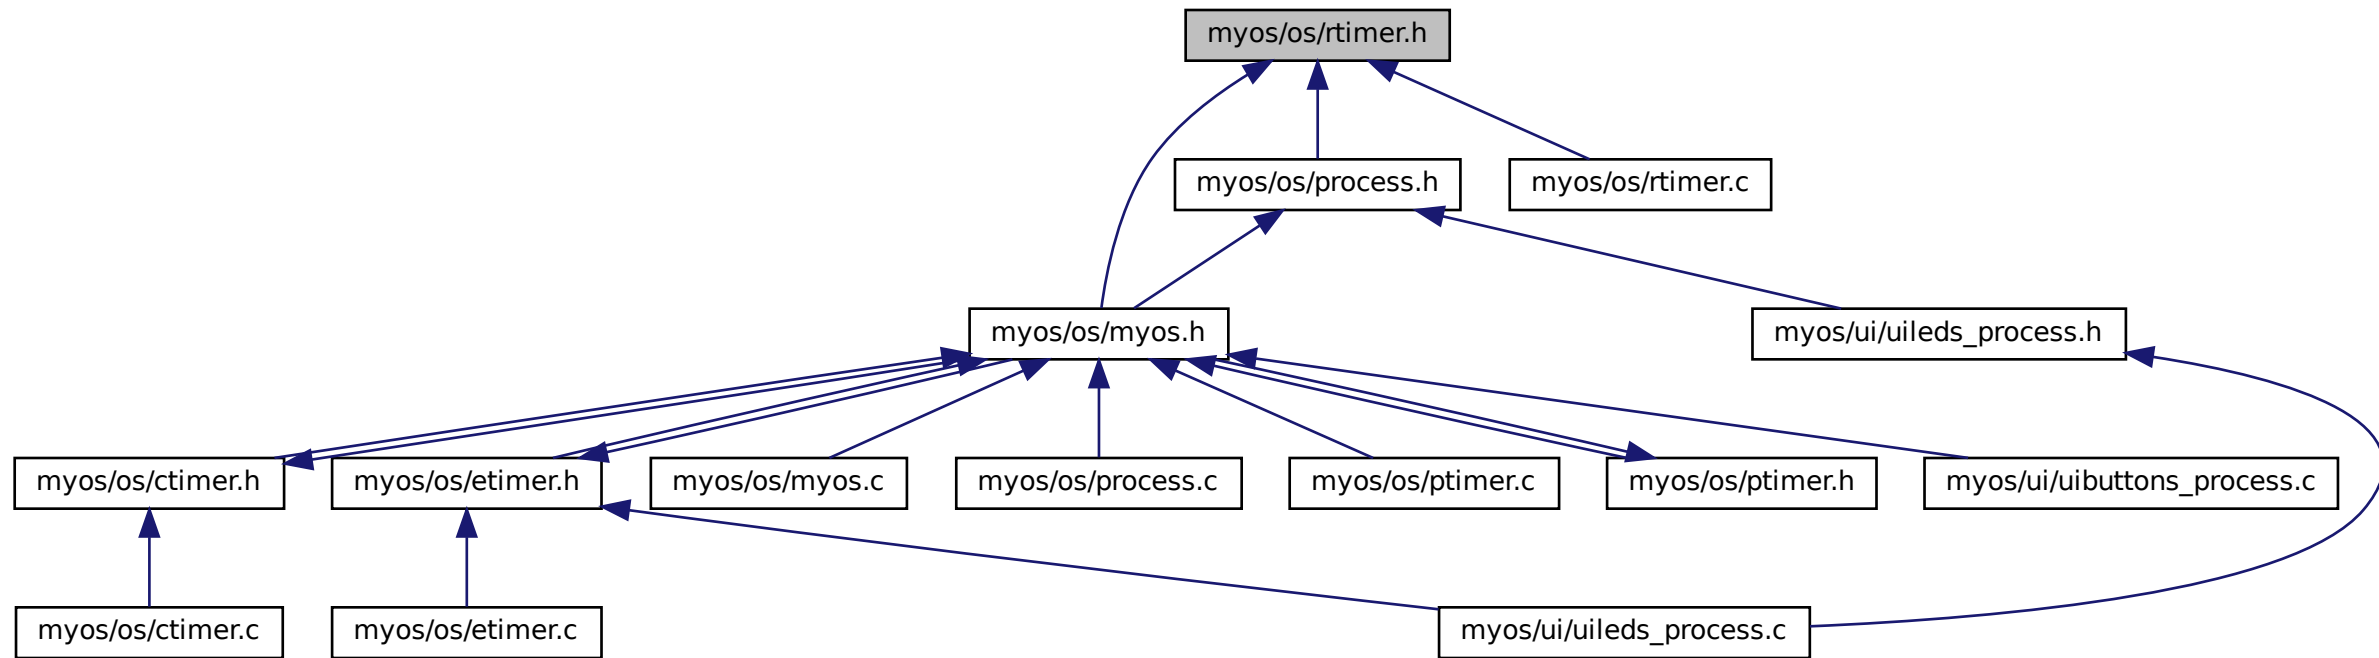 myos/os/rtimer.h
myos/os/process.h
myos/os/rtimer.c
myos/os/myos.h
myos/ui/uileds_process.h
myos/os/ctimer.h
myos/os/etimer.h
myos/os/myos.c
myos/os/process.c
myos/os/ptimer.c
myos/os/ptimer.h
myos/ui/uibuttons_process.c
myos/os/ctimer.c
myos/os/etimer.c
myos/ui/uileds_process.c